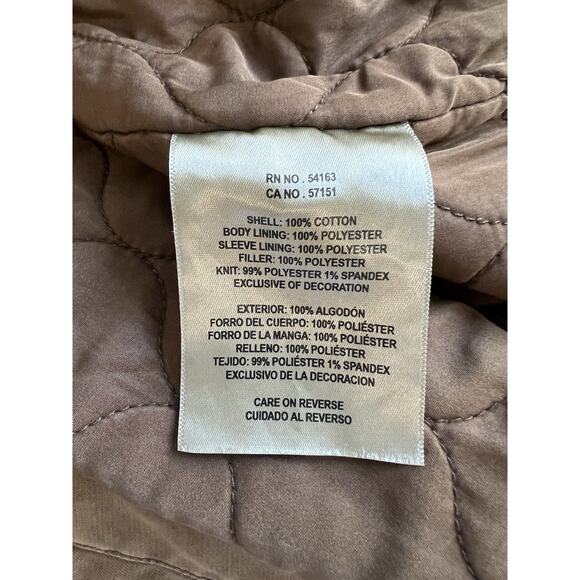 RN NO. 54163
CA NO. 57151
SHELL: 100% COTTON
BODY LINING: 100% POLYESTER
SLEEVE LINING: 100% POLYESTER
FILLER: 100% POLYESTER
KNIT: 99% POLYESTER 1% SPANDEX
EXCLUSIVE OF DECORATION
EXTERIOR: 100% ALGODÓN
FORRO DEL CUERPO: 100% POLIÉSTER
FORRO DE LA MANGA: 100% POLIÉSTER
RELLENO: 100% POLIÉSTER
TEJIDO: 99% POLIÉSTER 1% SPANDEX
EXCLUSIVO DE LA DECORACION
CARE ON REVERSE
CUIDADO AL REVERSO